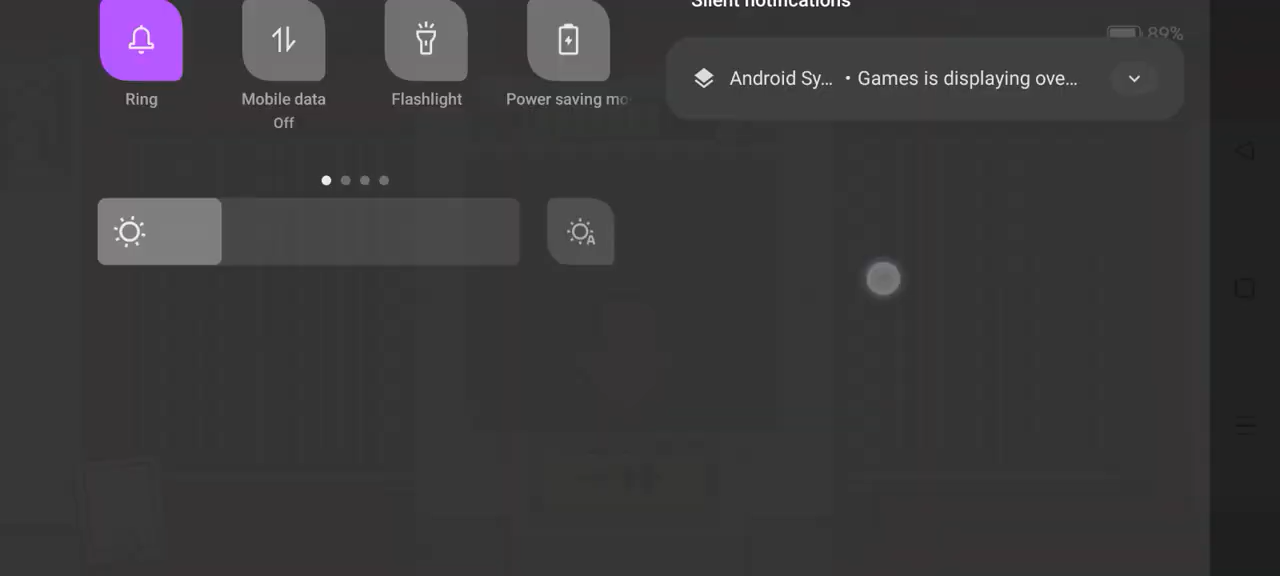 Silent notifications
89%
Android Sy... • Games is displaying ove...
Ring
Mobile data
Off
Flashlight
Power saving mo
A